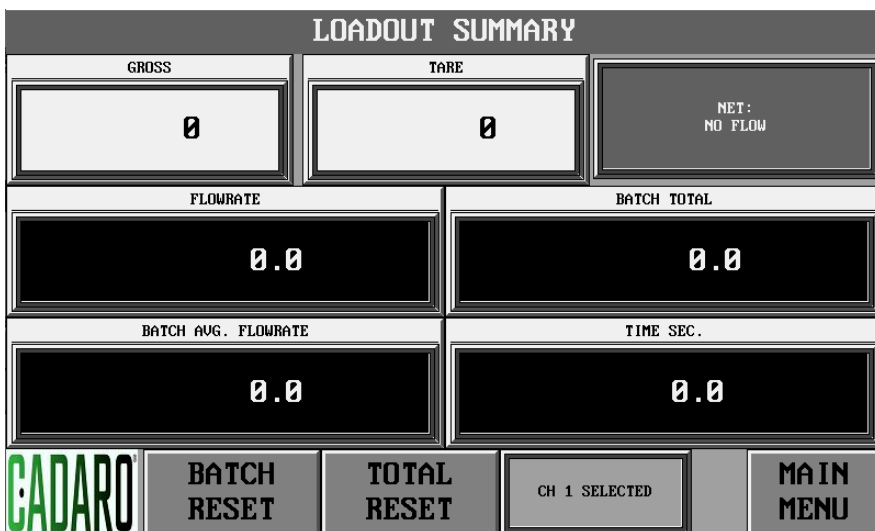 LOADOUT SUMMARY
GROSS
TARE
0
0
NET:
NO FLOW
FLOWRATE
BATCH TOTAL
0.0
0.0
BATCH AVG. FLOWRATE
TIME SEC.
0.0
0.0
CADARO®
BATCH
RESET
TOTAL
RESET
CH 1 SELECTED
MAIN
MENU